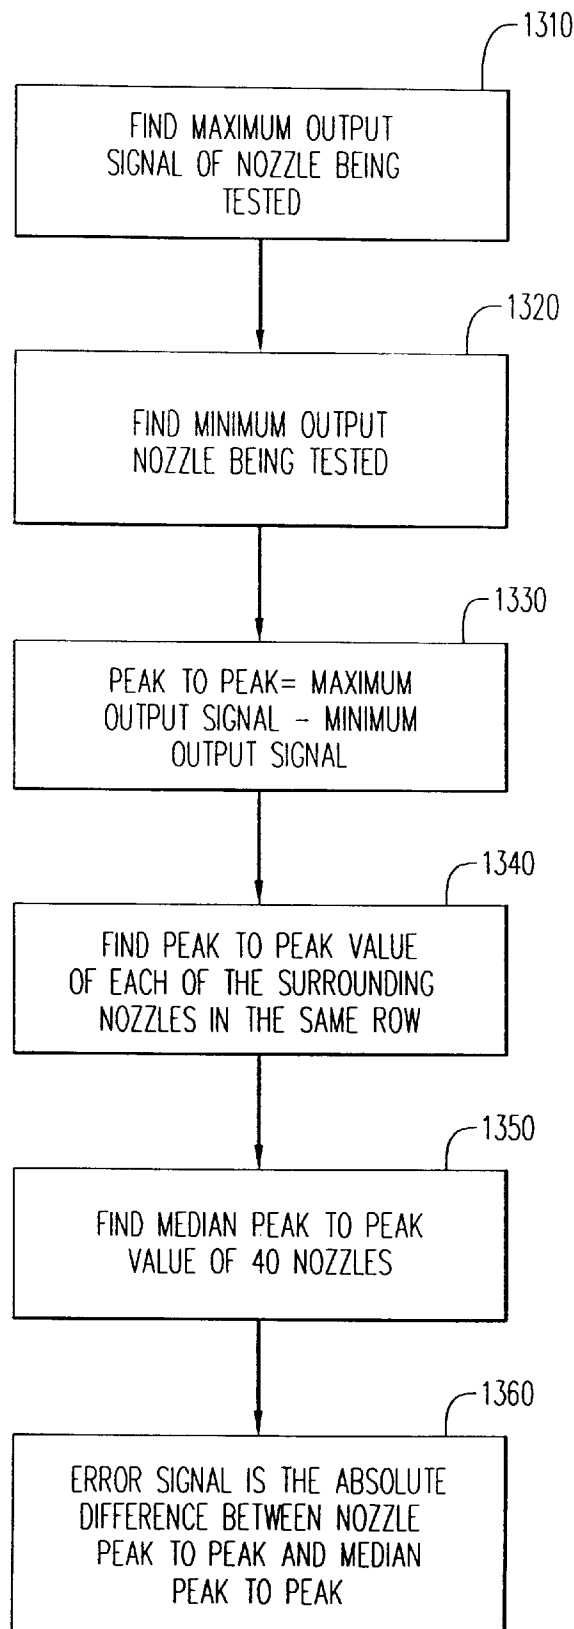 1310
FIND MAXIMUM OUTPUT
SIGNAL OF NOZZLE BEING
TESTED
1320
FIND MINIMUM OUTPUT
NOZZLE BEING TESTED
1330
PEAK TO PEAK= MAXIMUM
OUTPUT SIGNAL - MINIMUM
OUTPUT SIGNAL
1340
FIND PEAK TO PEAK VALUE
OF EACH OF THE SURROUNDING
NOZZLES IN THE SAME ROW
1350
FIND MEDIAN PEAK TO PEAK
VALUE OF 40 NOZZLES
1360
ERROR SIGNAL IS THE ABSOLUTE
DIFFERENCE BETWEEN NOZZLE
PEAK TO PEAK AND MEDIAN
PEAK TO PEAK